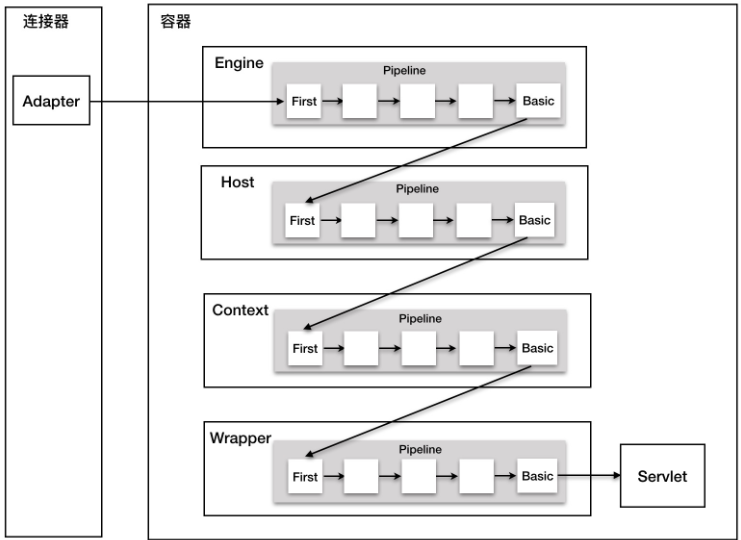 连接器
容器
Engine
Pipeline
Adapter
First
Basic
Host
Pipeline
First
Basic
Context
Pipeline
First
Basic
Wrapper
Pipeline
First
Basic
Servlet